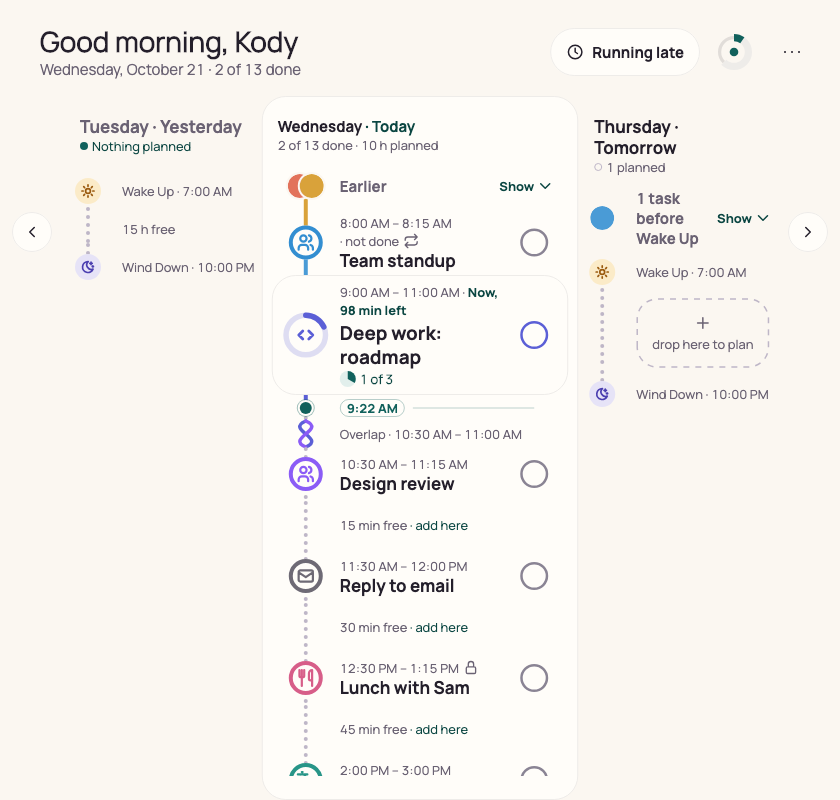 Good morning, Kody
Wednesday, October 21 · 2 of 13 done
Running late
Tuesday · Yesterday
Nothing planned
Wake Up · 7:00 AM
15 h free
Wind Down · 10:00 PM
Wednesday · Today
2 of 13 done · 10 h planned
Earlier
Show
8:00 AM – 8:15 AM
· not done
Team standup
9:00 AM – 11:00 AM · Now,
98 min left
Deep work:
roadmap
1 of 3
9:22 AM
Overlap · 10:30 AM – 11:00 AM
10:30 AM – 11:15 AM
Design review
15 min free · add here
11:30 AM – 12:00 PM
Reply to email
30 min free · add here
12:30 PM – 1:15 PM
Lunch with Sam
45 min free · add here
2:00 PM – 3:00 PM
Thursday ·
Tomorrow
1 planned
1 task
before
Wake Up
Show
Wake Up · 7:00 AM
drop here to plan
Wind Down · 10:00 PM